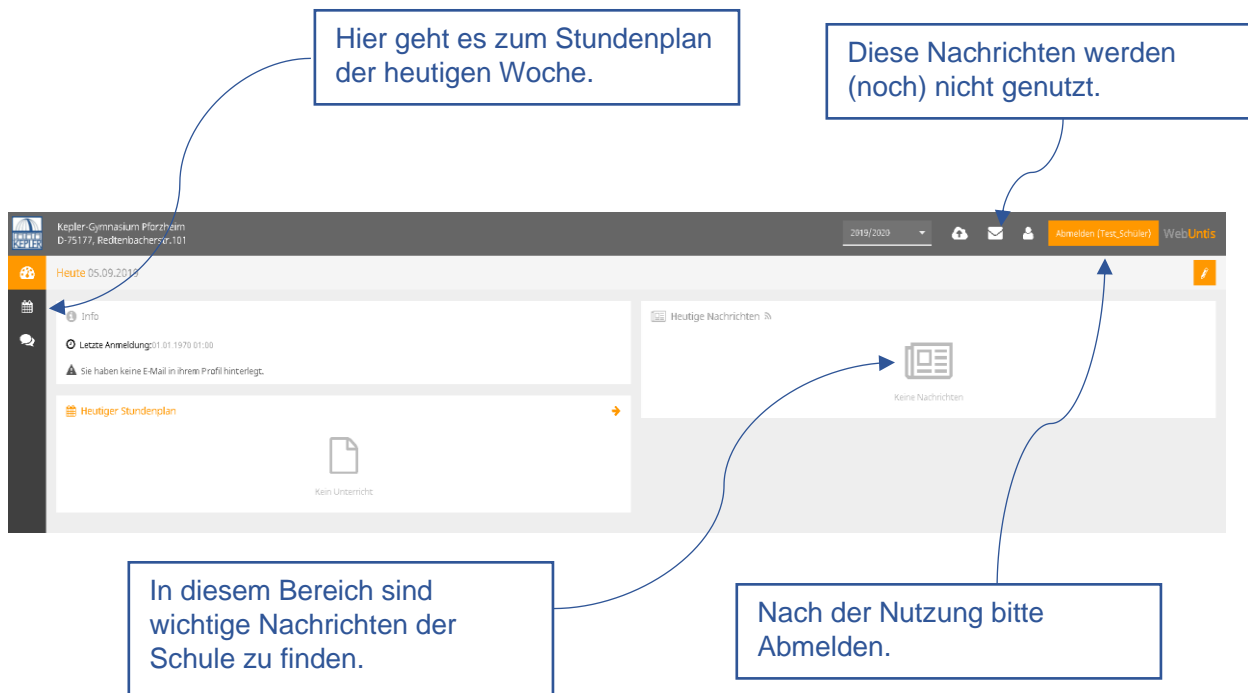 Hier geht es zum Stundenplan
der heutigen Woche.
Diese Nachrichten werden
(noch) nicht genutzt.
KEPLER
Kepler-Gymnasium Pforzheim
D-75177, Redtenbacherstr.101
2019/2020
Abmelden (Test_Schüler)
WebUntis
Heute 05.09.2019
Info
Letzte Anmeldung:01.01.1970 01:00
Sie haben keine E-Mail in ihrem Profil hinterlegt.
Heutige Nachrichten
Keine Nachrichten
Heutiger Stundenplan
Kein Unterricht
In diesem Bereich sind
wichtige Nachrichten der
Schule zu finden.
Nach der Nutzung bitte
Abmelden.